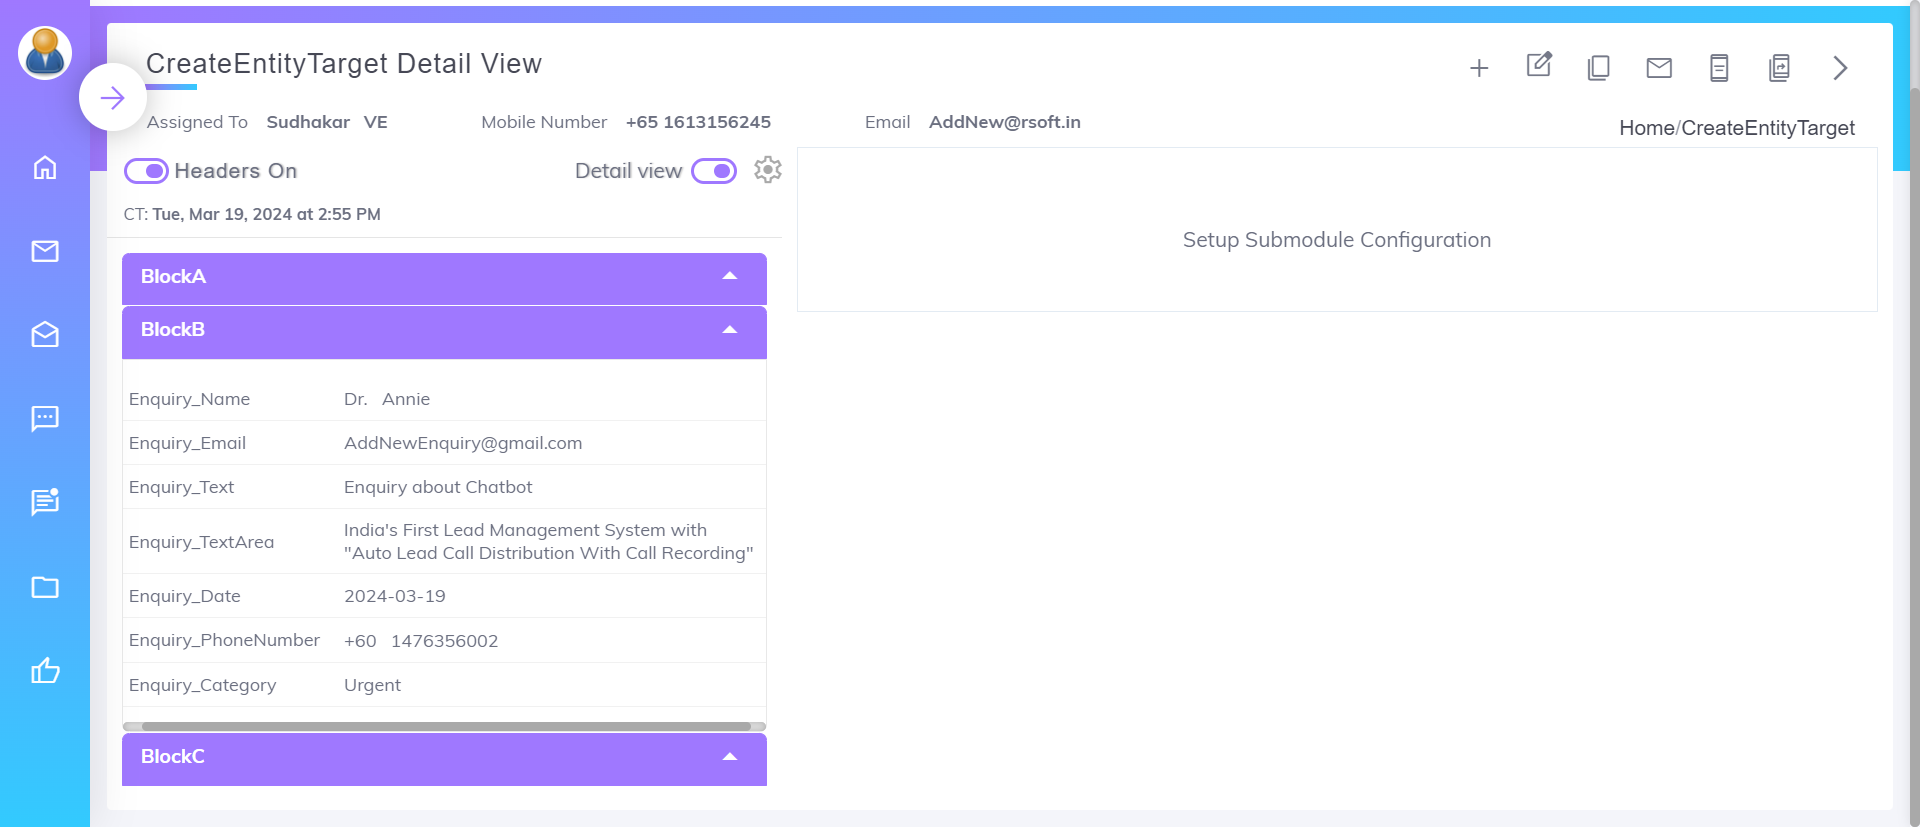 CreateEntityTarget Detail View
Assigned To Sudhakar VE Mobile Number +65 1613156245 Email AddNew@rsoft.in
Home/CreateEntityTarget
Headers On Detail view
CT: Tue, Mar 19, 2024 at 2:55 PM
Setup Submodule Configuration
BlockA
BlockB
Enquiry_Name Dr. Annie
Enquiry_Email AddNewEnquiry@gmail.com
Enquiry_Text Enquiry about Chatbot
Enquiry_TextArea India's First Lead Management System with
"Auto Lead Call Distribution With Call Recording"
Enquiry_Date 2024-03-19
Enquiry_PhoneNumber +60 1476356002
Enquiry_Category Urgent
BlockC